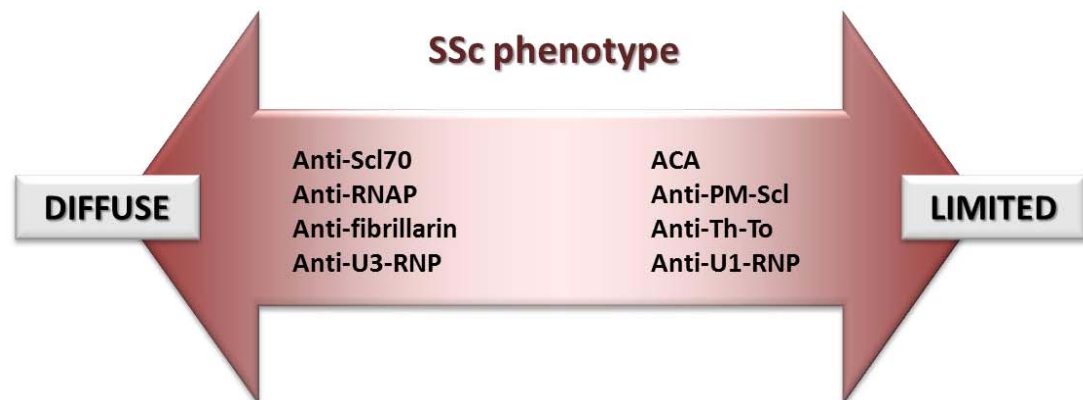 SSc phenotype
DIFFUSE
Anti-Scl70
Anti-RNAP
Anti-fibrillarin
Anti-U3-RNP
ACA
Anti-PM-Scl
Anti-Th-To
Anti-U1-RNP
LIMITED